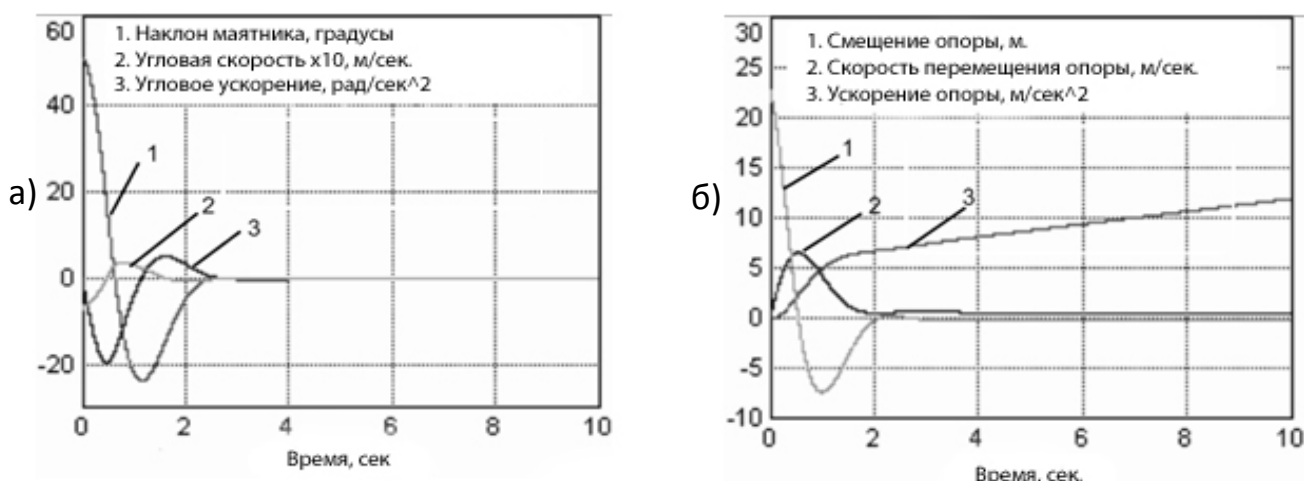 а)
60
40
20
0
-20
1. Наклон маятника, градусы
2. Угловая скорость х10, м/сек.
3. Угловое ускорение, рад/сек^2
1
2
3
0 2 4 6 8 10
Время, сек
б)
30
25
20
15
10
5
0
-5
-10
1. Смещение опоры, м.
2. Скорость перемещения опоры, м/сек.
3. Ускорение опоры, м/сек^2
1
2
3
0 2 4 6 8 10
Время, сек.